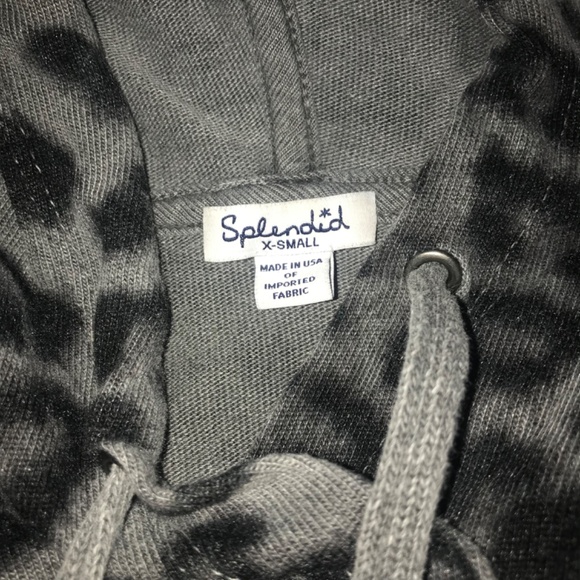 Splendid
X-SMALL
MADE IN USA
OF
IMPORTED
FABRIC